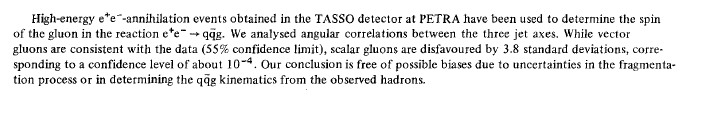 High-energy e⁺e⁻-annihilation events obtained in the TASSO detector at PETRA have been used to determine the spin
of the gluon in the reaction e⁺e⁻ → qq̄g. We analysed angular correlations between the three jet axes. While vector
gluons are consistent with the data (55% confidence limit), scalar gluons are disfavoured by 3.8 standard deviations, corre-
sponding to a confidence level of about 10⁻⁴. Our conclusion is free of possible biases due to uncertainties in the fragmenta-
tion process or in determining the qq̄g kinematics from the observed hadrons.